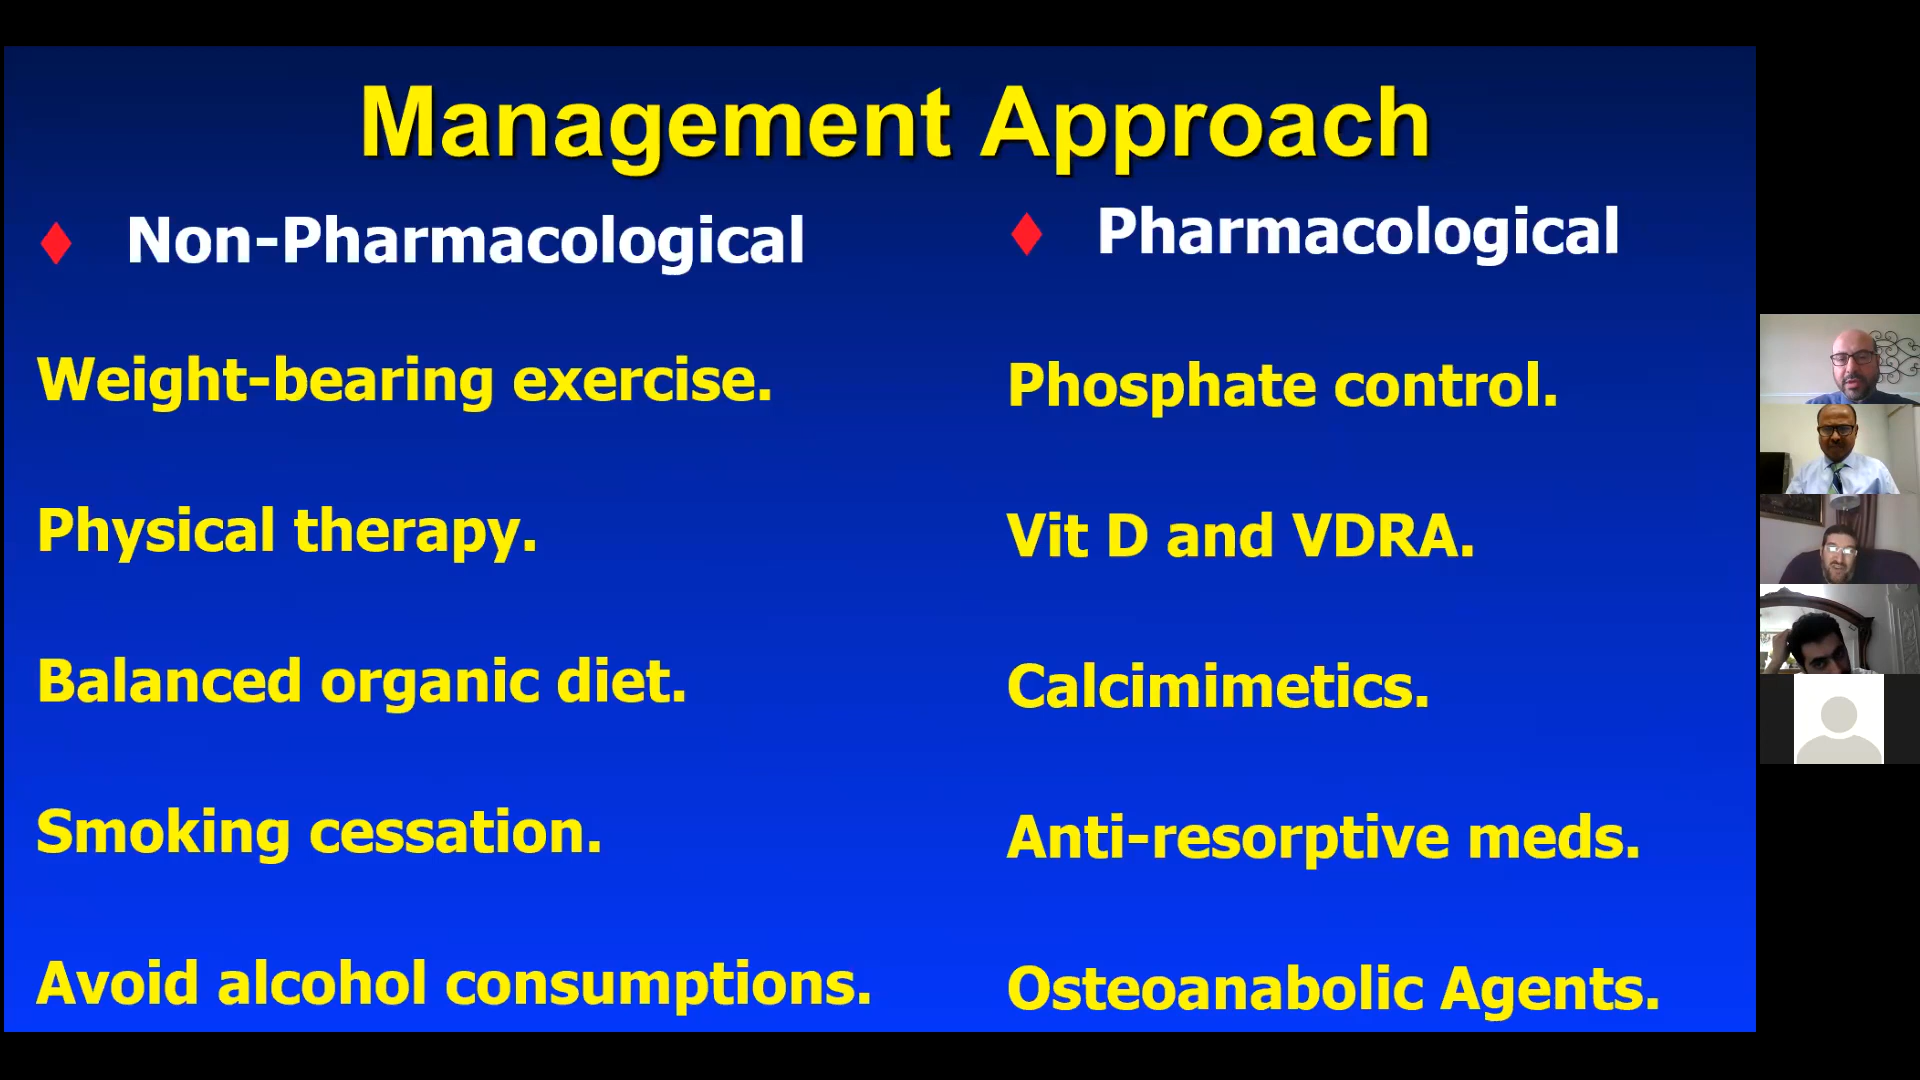 Management Approach
Non-Pharmacological
Weight-bearing exercise.
Physical therapy.
Balanced organic diet.
Smoking cessation.
Avoid alcohol consumptions.
Pharmacological
Phosphate control.
Vit D and VDRA.
Calcimimetics.
Anti-resorptive meds.
Osteoanabolic Agents.